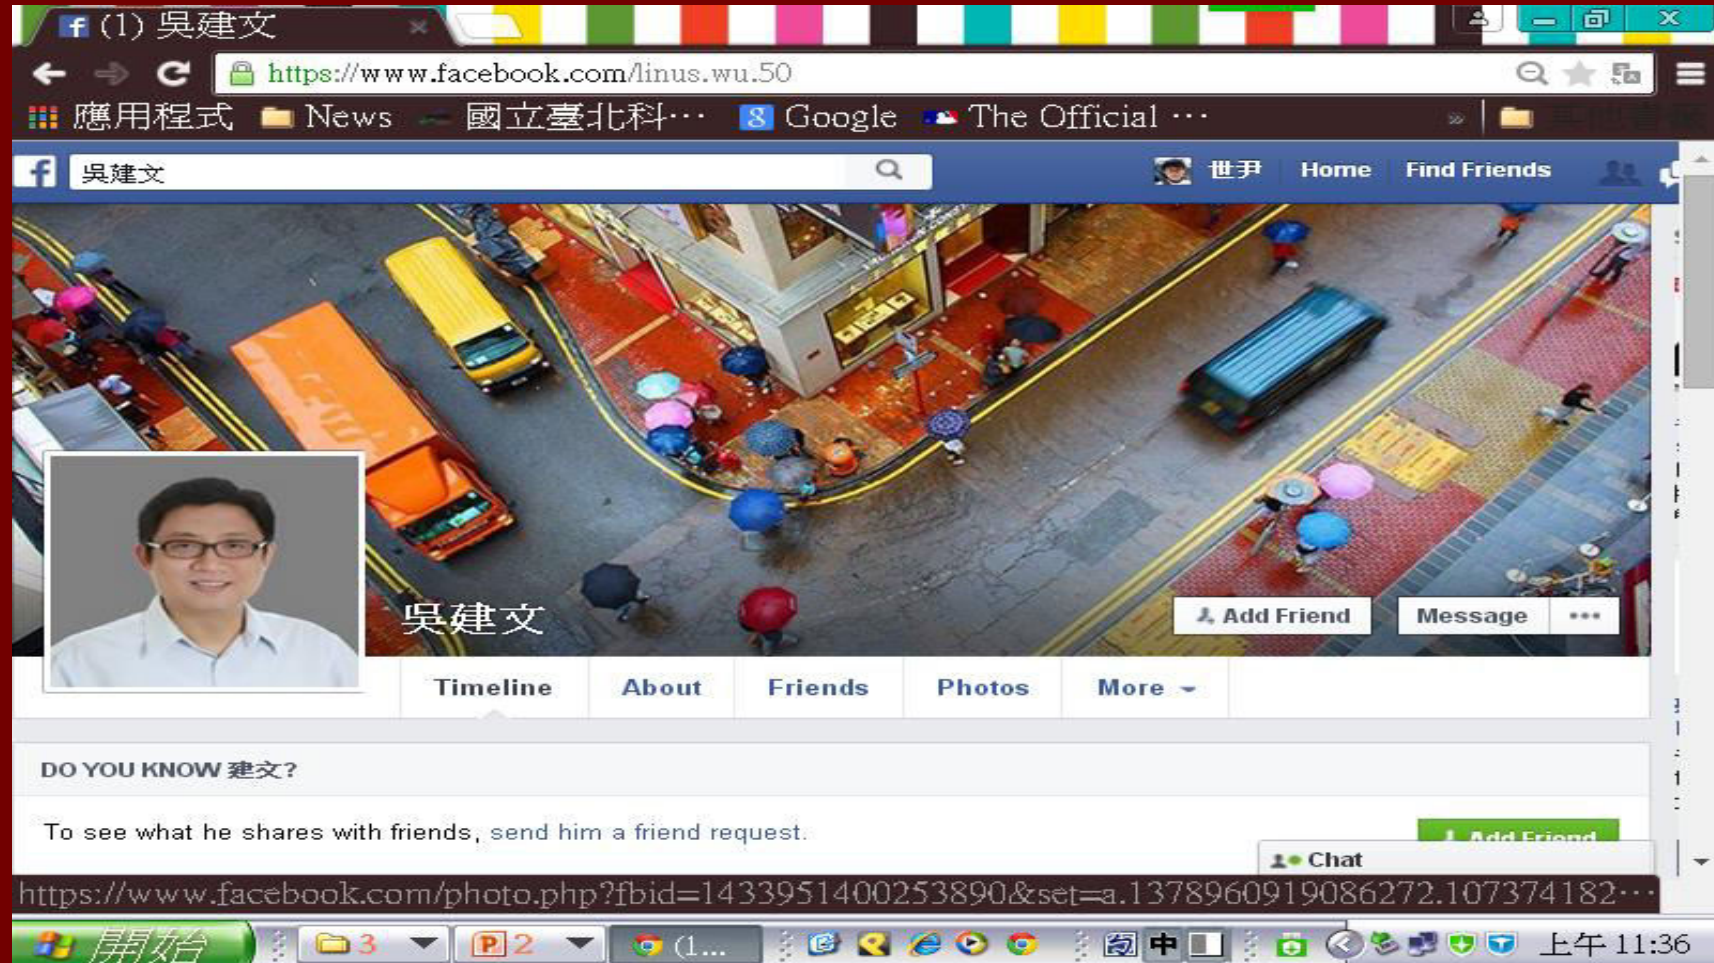 (1) 吳建文
https://www.facebook.com/linus.wu.50
應用程式 News 國立臺北科… Google The Official …
吳建文 世尹 Home Find Friends
吳建文
Add Friend Message
Timeline About Friends Photos More
DO YOU KNOW 建文?
To see what he shares with friends, send him a friend request.
Add Friend
Chat
https://www.facebook.com/photo.php?fbid=1433951400253890&set=a.1378960919086272.107374182…
開始 3 2 (1... 中 上午 11:36